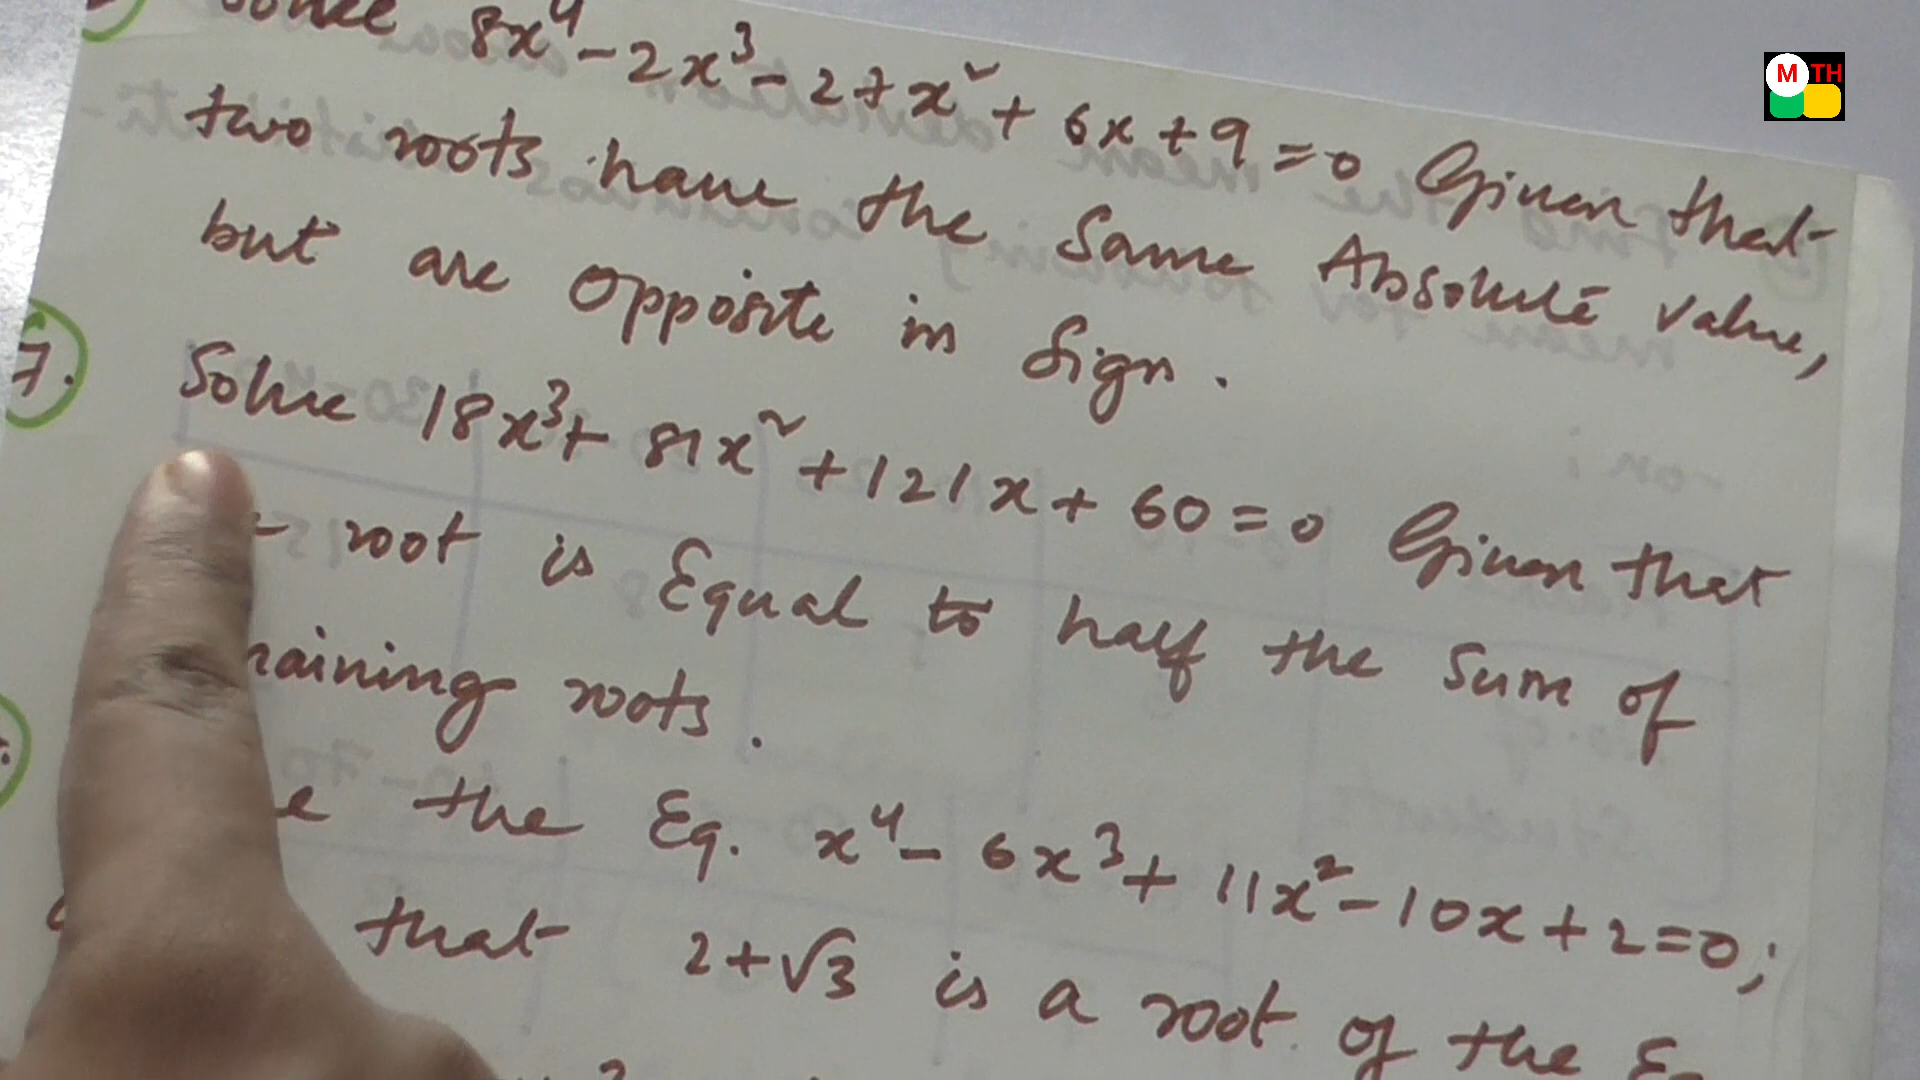 Solve 8x⁴ - 2x³ - 27x² + 6x + 9 = 0 Given that
two roots have the Same Absolute value,
but are opposite in Sign.
7. Solve 18x³ + 81x² + 121x + 60 = 0 Given that
root is Equal to half the Sum of
maining roots.
the Eq. x⁴ - 6x³ + 11x² - 10x + 2 = 0;
that 2+√3 is a root of the
M TH